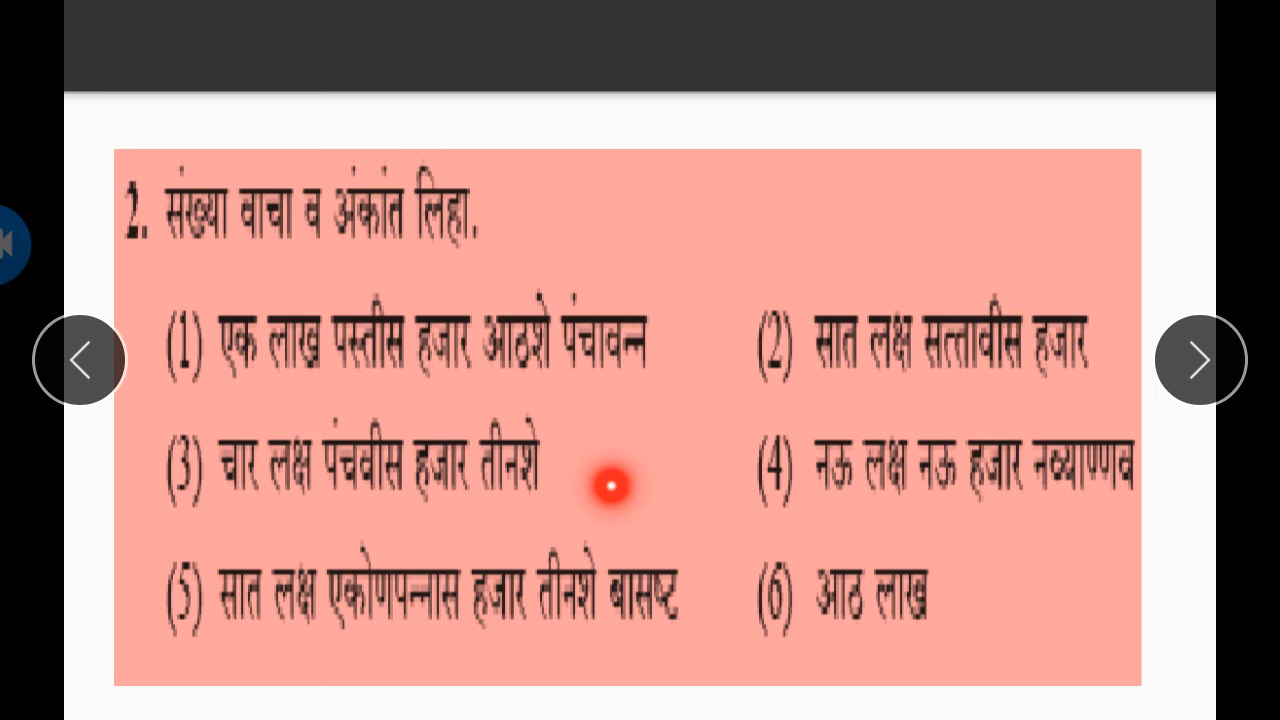 2. संख्या वाचा व अंकांत लिहा.
(1) एक लाख पस्तीस हजार आठशे पंचावन्न (2) सात लक्ष सत्तावीस हजार
(3) चार लक्ष पंचवीस हजार तीनशे (4) नऊ लक्ष नऊ हजार नव्याण्णव
(5) सात लक्ष एकोणपन्नास हजार तीनशे बासष्ट (6) आठ लाख